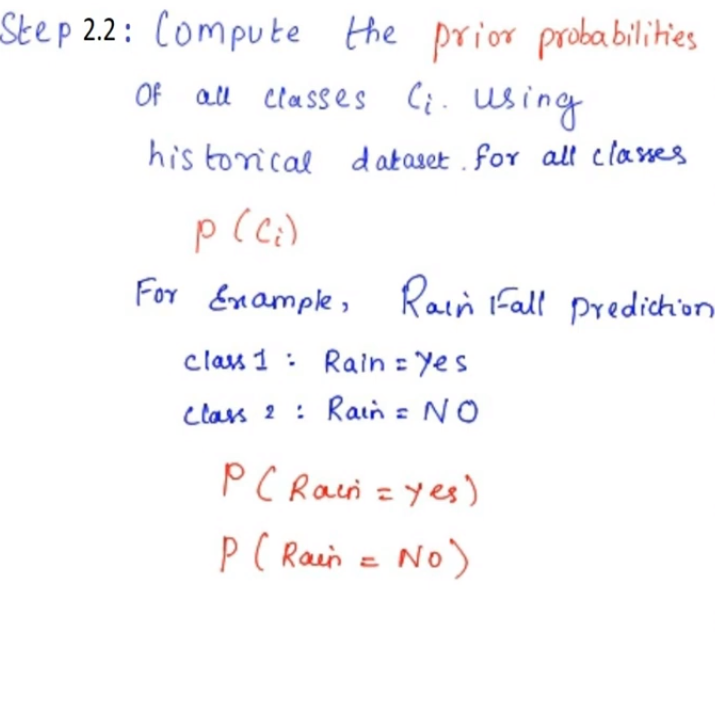 Step 2.2: Compute the prior probabilities
Of all classes Ci. using
historical dataset. for all classes
P (Ci)
For Example, Rain Fall prediction
class 1 : Rain = Yes
class 2 : Rain = NO
P ( Rain = yes )
P ( Rain = No )